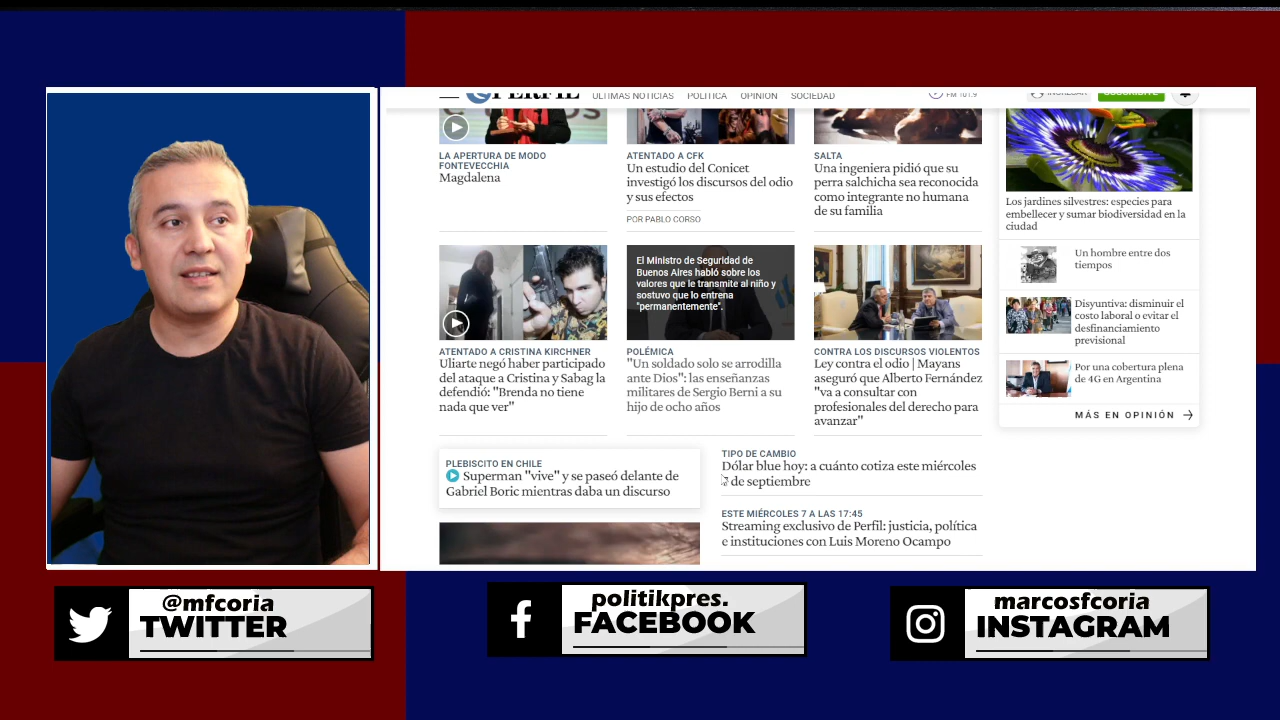 PERFIL
ÚLTIMAS NOTICIAS POLÍTICA OPINIÓN SOCIEDAD
FM 101.9
INGRESAR
SUSCRIBITE
LA APERTURA DE MODO
FONTEVECCHIA
Magdalena
ATENTADO A CFK
Un estudio del Conicet
investigó los discursos del odio
y sus efectos
POR PABLO CORSO
SALTA
Una ingeniera pidió que su
perra salchicha sea reconocida
como integrante no humana
de su familia
Los jardines silvestres: especies para
embellecer y sumar biodiversidad en la
ciudad
Un hombre entre dos
tiempos
Disyuntiva: disminuir el
costo laboral o evitar el
desfinanciamiento
previsional
Por una cobertura plena
de 4G en Argentina
MÁS EN OPINIÓN
ATENTADO A CRISTINA KIRCHNER
Uliarte negó haber participado
del ataque a Cristina y Sabag la
defendió: "Brenda no tiene
nada que ver"
El Ministro de Seguridad de
Buenos Aires habló sobre los
valores que le transmite al niño y
sostuvo que lo entrena
"permanentemente".
POLÉMICA
"Un soldado solo se arrodilla
ante Dios": las enseñanzas
militares de Sergio Berni a su
hijo de ocho años
CONTRA LOS DISCURSOS VIOLENTOS
Ley contra el odio | Mayans
aseguró que Alberto Fernández
"va a consultar con
profesionales del derecho para
avanzar"
PLEBISCITO EN CHILE
Superman "vive" y se paseó delante de
Gabriel Boric mientras daba un discurso
TIPO DE CAMBIO
Dólar blue hoy: a cuánto cotiza este miércoles
de septiembre
ESTE MIÉRCOLES 7 A LAS 17:45
Streaming exclusivo de Perfil: justicia, política
e instituciones con Luis Moreno Ocampo
@mfcoria
TWITTER
politikpres.
FACEBOOK
marcosfcoria
INSTAGRAM